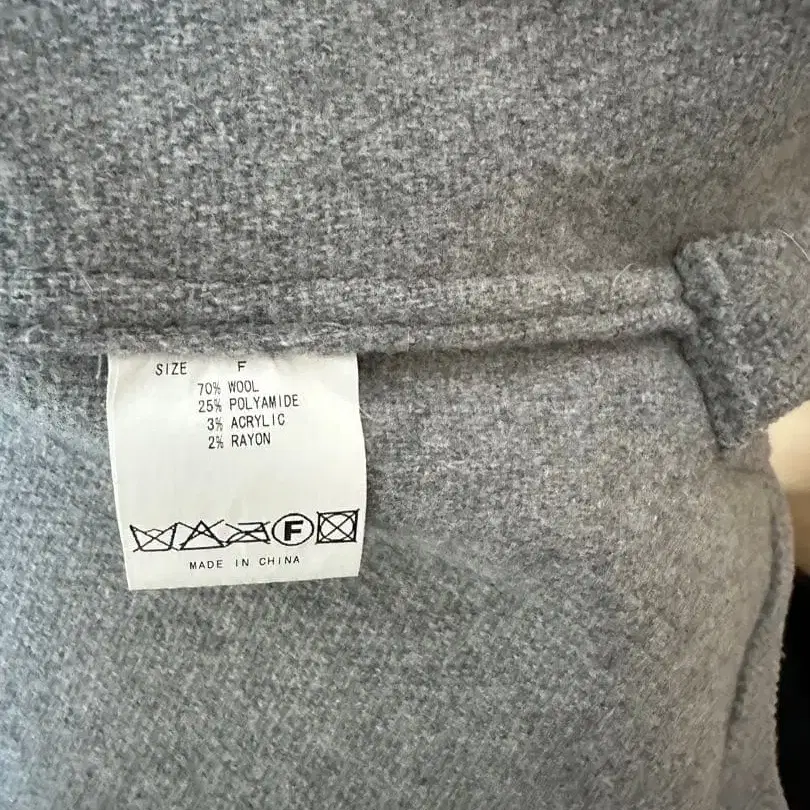 SIZE F
70% WOOL
25% POLYAMIDE
3% ACRYLIC
2% RAYON
F
MADE IN CHINA